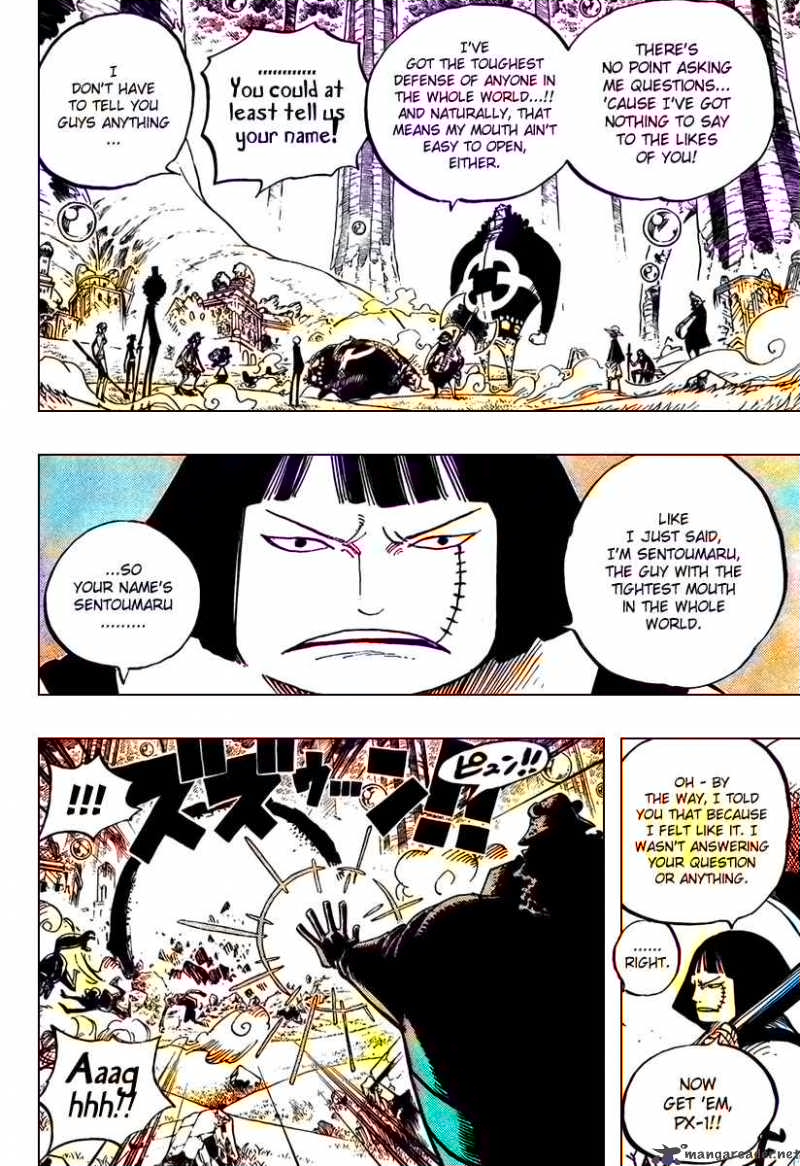 THERE'S
NO POINT ASKING
ME QUESTIONS...
'CAUSE I'VE GOT
NOTHING TO SAY
TO THE LIKES
OF YOU!
I'VE
GOT THE TOUGHEST
DEFENSE OF ANYONE IN
THE WHOLE WORLD...!!
AND NATURALLY, THAT
MEANS MY MOUTH AIN'T
EASY TO OPEN,
EITHER.
............
You could at
least tell us
your name!
I
DON'T HAVE
TO TELL YOU
GUYS ANYTHING
...
LIKE
I JUST SAID,
I'M SENTOUMARU,
THE GUY WITH THE
TIGHTEST MOUTH
IN THE WHOLE
WORLD.
...SO
YOUR NAME'S
SENTOUMARU
.........
OH - BY
THE WAY, I TOLD
YOU THAT BECAUSE
I FELT LIKE IT. I
WASN'T ANSWERING
YOUR QUESTION
OR ANYTHING.
......
RIGHT.
NOW
GET 'EM,
PX-1!!
ピュン!!
ズズゥン!!
!!!
Aaag
hhh!!
mangareader.net